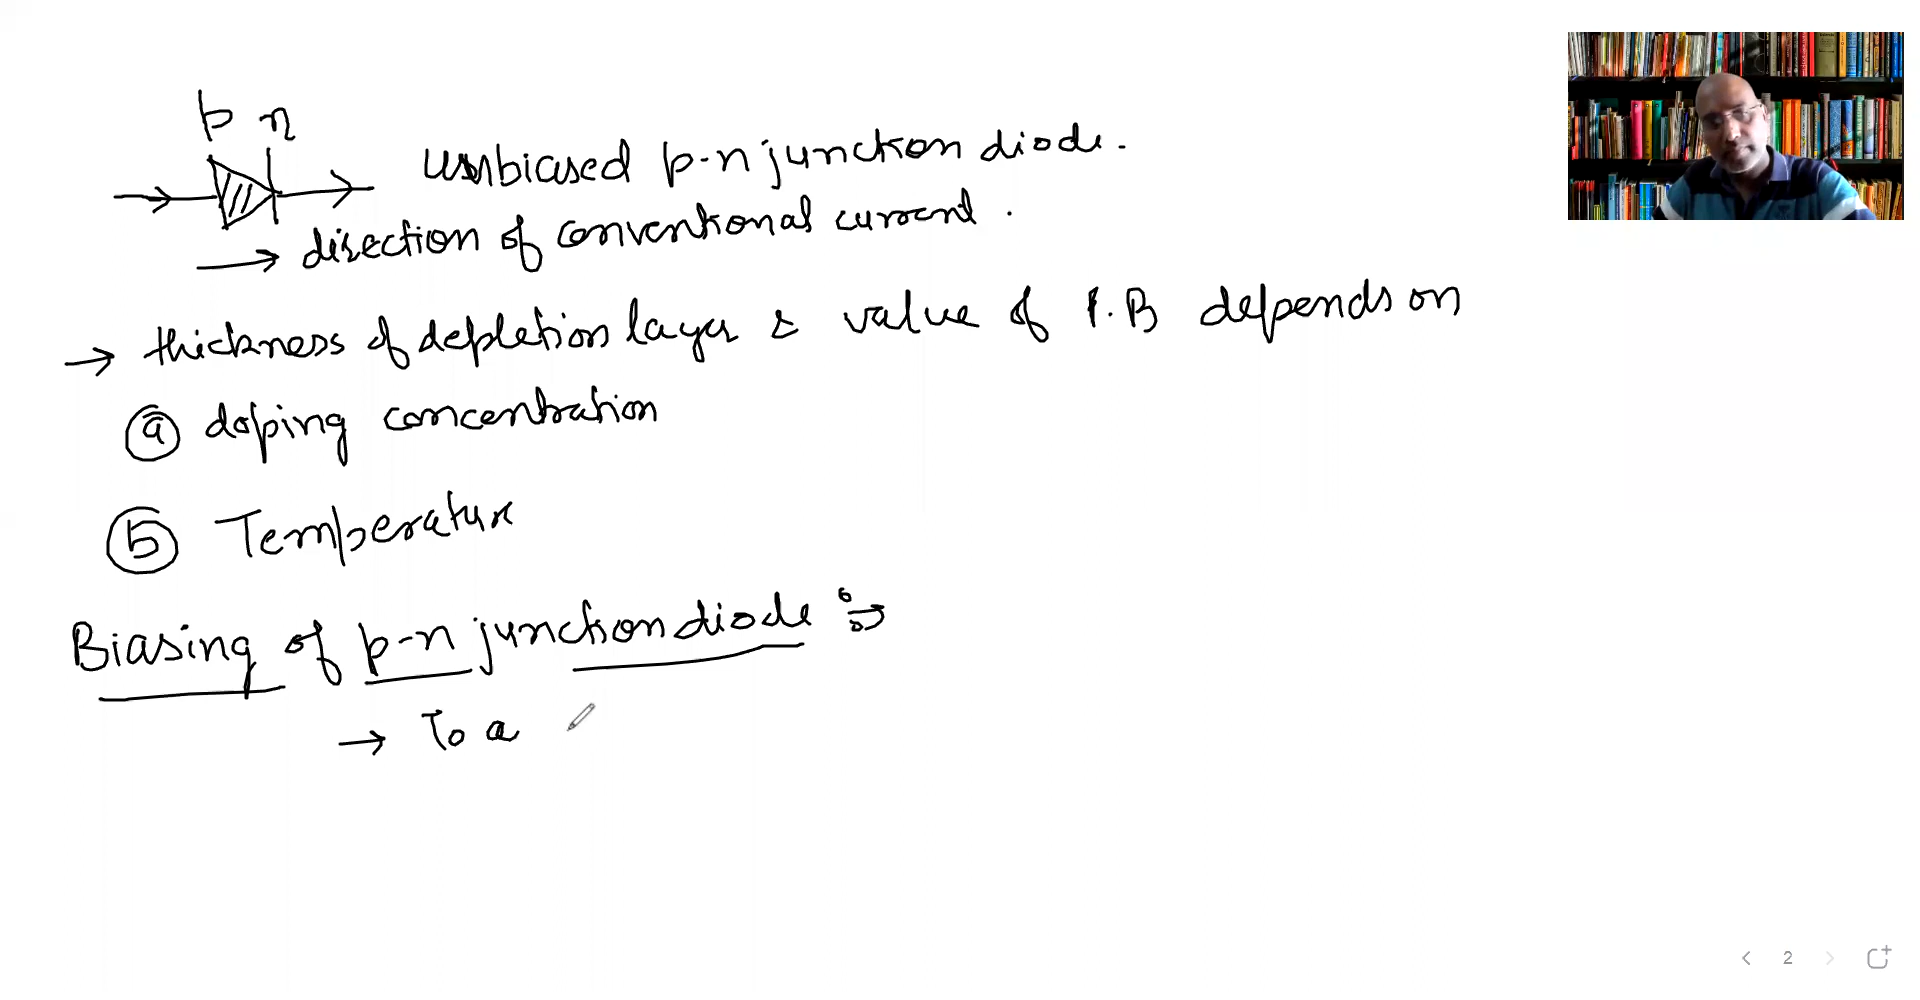 p n
unbiased p-n junction diode.
→ direction of conventional current.
→ thickness of depletion layer & value of P.B depends on
ⓐ doping concentration
ⓑ Temperature
Biasing of p-n junction diode :→
→ To a
2